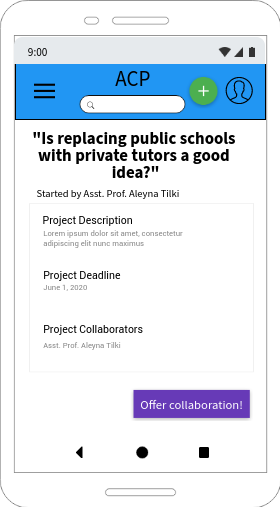 9:00
ACP
"Is replacing public schools
with private tutors a good
idea?"
Started by Asst. Prof. Aleyna Tilki
Project Description
Lorem ipsum dolor sit amet, consectetur
adipiscing elit nunc maximus
Project Deadline
June 1, 2020
Project Collaborators
Asst. Prof. Aleyna Tilki
Offer collaboration!